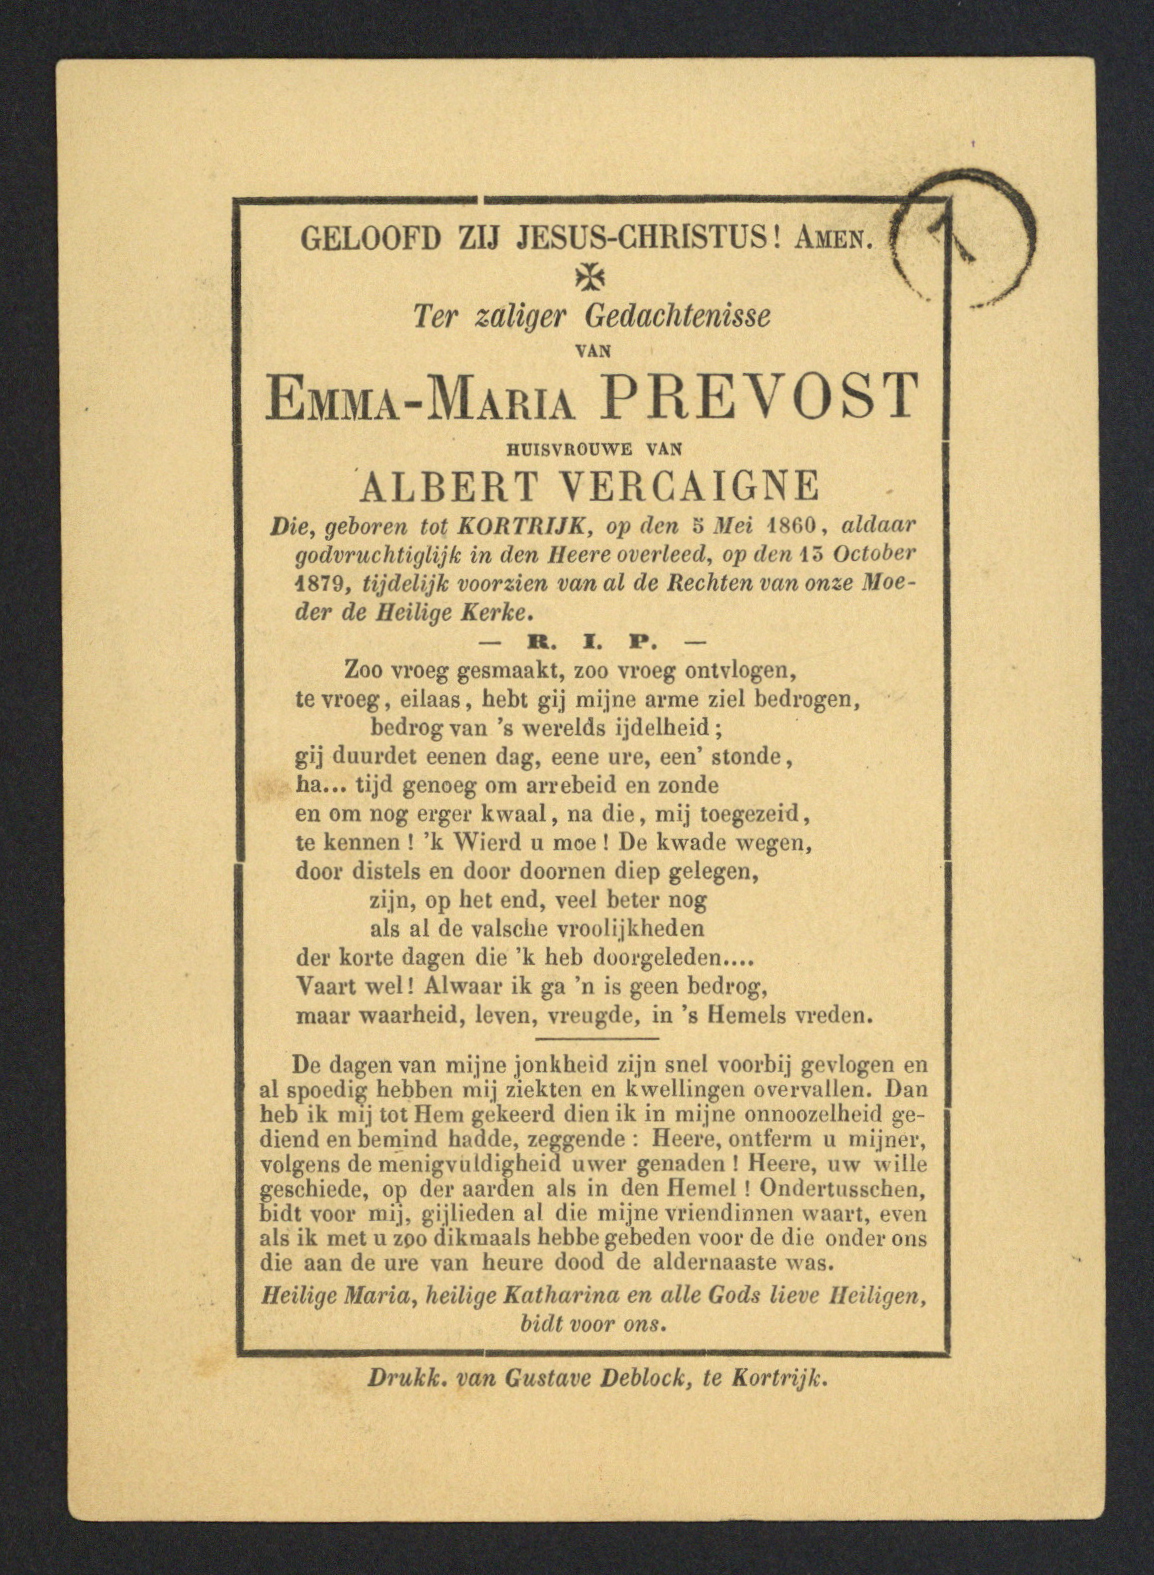 GELOOFD ZIJ JESUS-CHRISTUS! AMEN.
Ter zaliger Gedachtenisse
VAN
EMMA-MARIA PREVOST
HUISVROUWE VAN
ALBERT VERCAIGNE
Die, geboren tot KORTRIJK, op den 5 Mei 1860, aldaar
godvruchtiglijk in den Heere overleed, op den 13 October
1879, tijdelijk voorzien van al de Rechten van onze Moe-
der de Heilige Kerke.
— R. I. P. —
Zoo vroeg gesmaakt, zoo vroeg ontvlogen,
te vroeg, eilaas, hebt gij mijne arme ziel bedrogen,
bedrog van 's werelds ijdelheid;
gij duurdet eenen dag, eene ure, een' stonde,
ha... tijd genoeg om arrebeid en zonde
en om nog erger kwaal, na die, mij toegezeid,
te kennen! 'k Wierd u moe! De kwade wegen,
door distels en door doornen diep gelegen,
zijn, op het end, veel beter nog
als al de valsche vroolijkheden
der korte dagen die 'k heb doorgeleden....
Vaart wel! Alwaar ik ga 'n is geen bedrog,
maar waarheid, leven, vreugde, in 's Hemels vreden.
De dagen van mijne jonkheid zijn snel voorbij gevlogen en
al spoedig hebben mij ziekten en kwellingen overvallen. Dan
heb ik mij tot Hem gekeerd dien ik in mijne onnoozelheid ge-
diend en bemind hadde, zeggende: Heere, ontferm u mijner,
volgens de menigvuldigheid uwer genaden! Heere, uw wille
geschiede, op der aarden als in den Hemel! Ondertusschen,
bidt voor mij, gijlieden al die mijne vriendinnen waart, even
als ik met u zoo dikmaals hebbe gebeden voor de die onder ons
die aan de ure van heure dood de aldernaaste was.
Heilige Maria, heilige Katharina en alle Gods lieve Heiligen,
bidt voor ons.
Drukk. van Gustave Deblock, te Kortrijk.